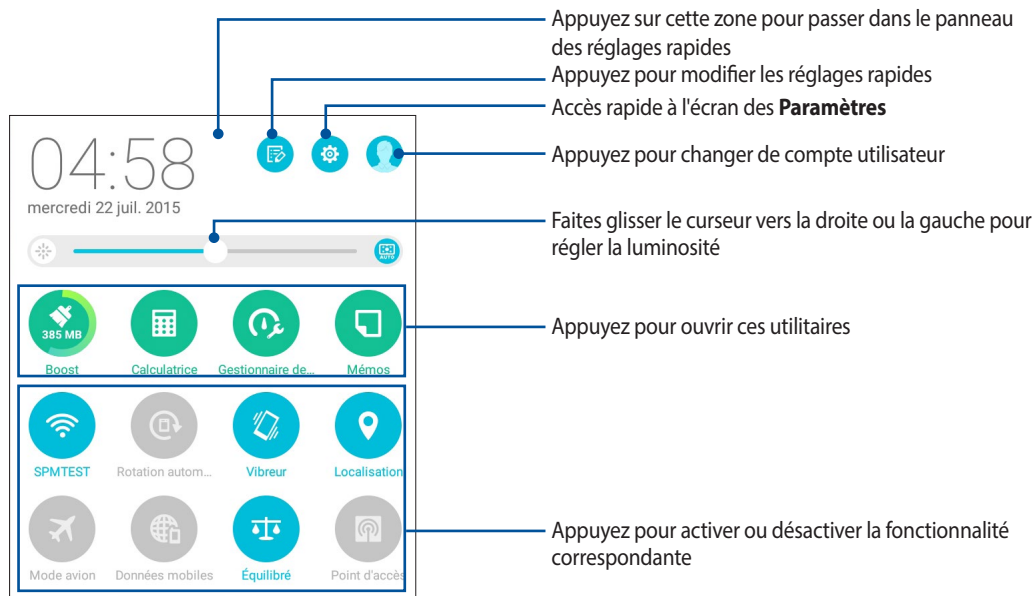 Appuyez sur cette zone pour passer dans le panneau
des réglages rapides
Appuyez pour modifier les réglages rapides
Accès rapide à l'écran des Paramètres
Appuyez pour changer de compte utilisateur
Faites glisser le curseur vers la droite ou la gauche pour
régler la luminosité
Appuyez pour ouvrir ces utilitaires
Appuyez pour activer ou désactiver la fonctionnalité
correspondante
04:58
mercredi 22 juil. 2015
AUTO
385 MB
Boost Calculatrice Gestionnaire de... Mémos
SPMTEST Rotation autom... Vibreur Localisation
Mode avion Données mobiles Équilibré Point d'accès